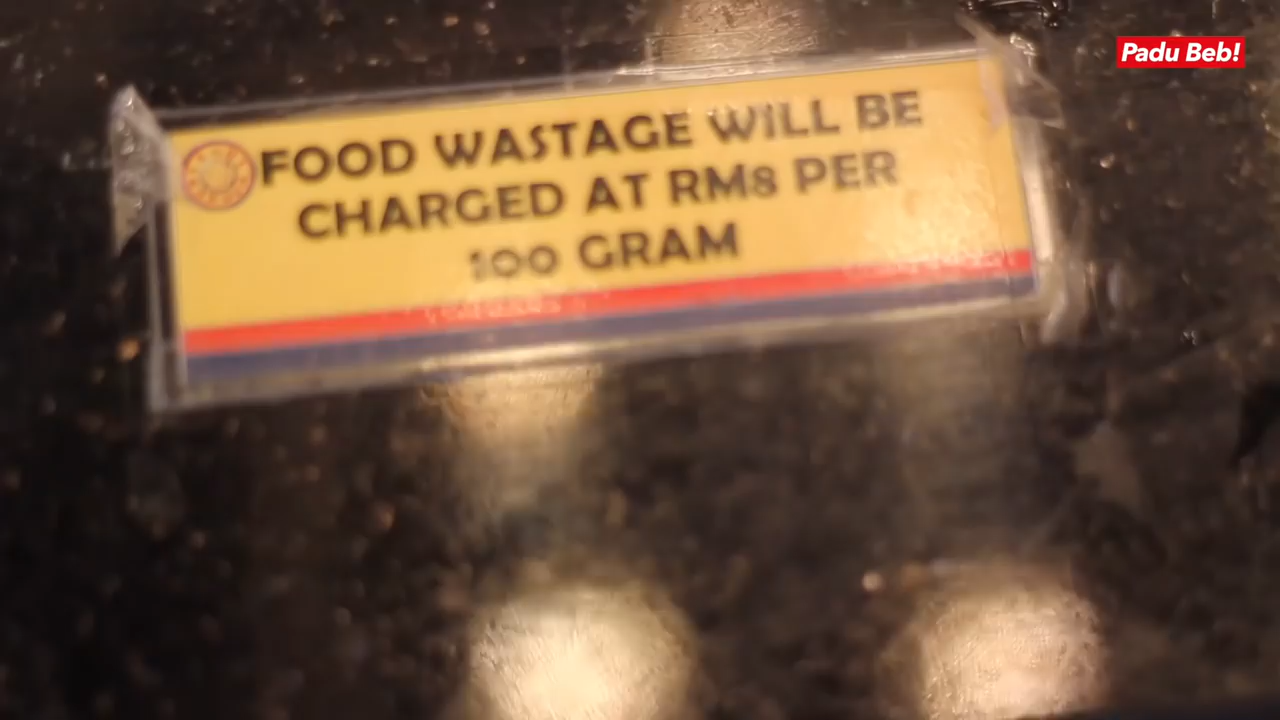 Padu Beb!
FOOD WASTAGE WILL BE
CHARGED AT RM8 PER
100 GRAM